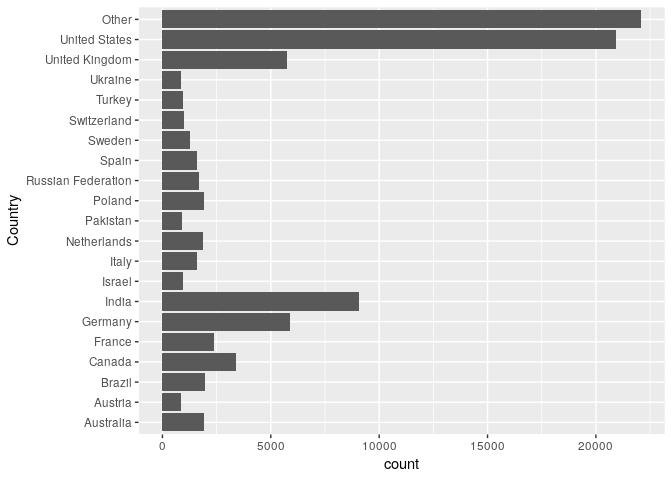 Other
United States
United Kingdom
Ukraine
Turkey
Switzerland
Sweden
Spain
Russian Federation
Poland
Pakistan
Netherlands
Italy
Israel
India
Germany
France
Canada
Brazil
Austria
Australia
Country
0 5000 10000 15000 20000
count